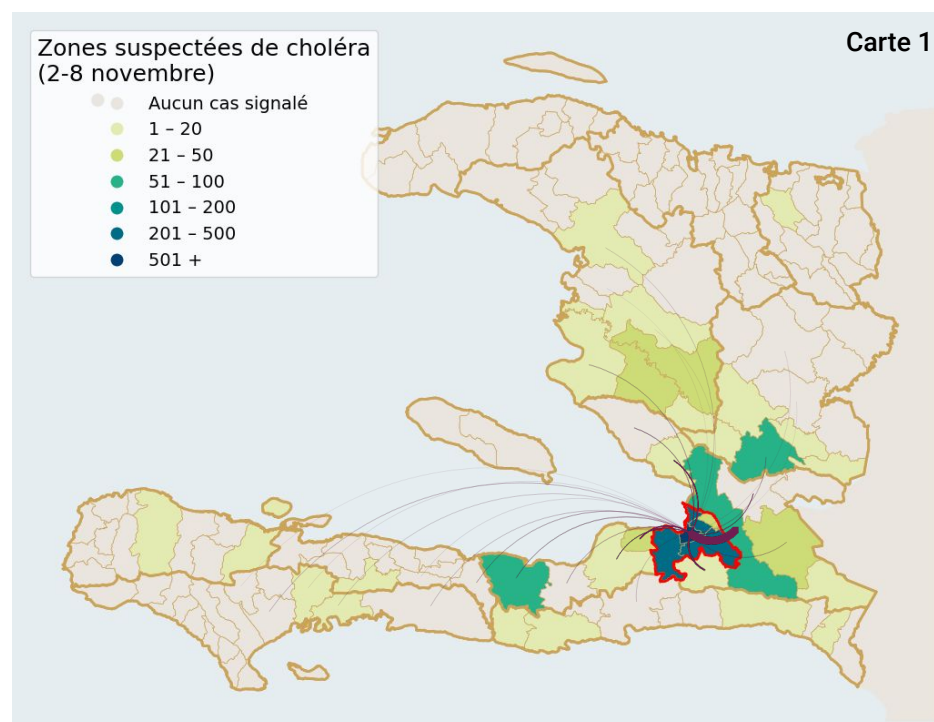 Zones suspectées de choléra
(2-8 novembre)
Aucun cas signalé
1 – 20
21 – 50
51 – 100
101 – 200
201 – 500
501 +
Carte 1